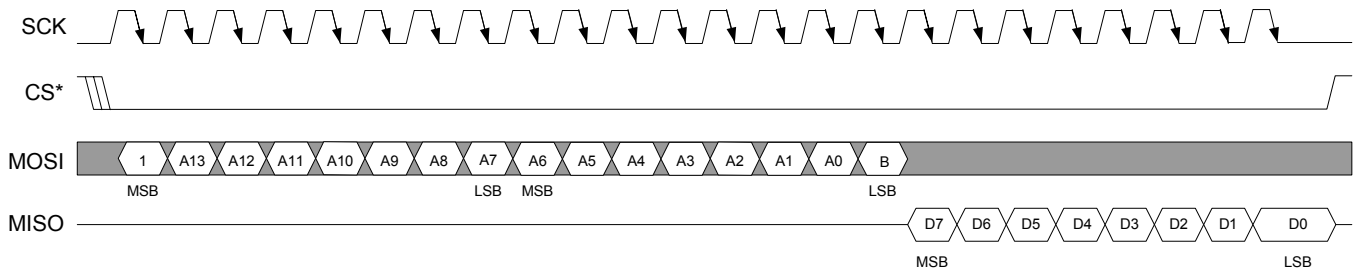 SCK
CS*
MOSI 1 A13 A12 A11 A10 A9 A8 A7 A6 A5 A4 A3 A2 A1 A0 B
MSB LSB MSB LSB
MISO D7 D6 D5 D4 D3 D2 D1 D0
MSB LSB